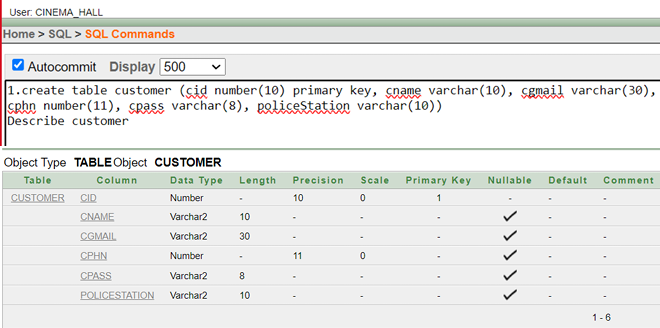 User: CINEMA_HALL
Home > SQL > SQL Commands
Autocommit Display 500
1.create table customer (cid number(10) primary key, cname varchar(10), cgmail varchar(30),
cphn number(11), cpass varchar(8), policeStation varchar(10))
Describe customer
Object Type TABLE Object CUSTOMER
Table Column Data Type Length Precision Scale Primary Key Nullable Default Comment
CUSTOMER CID Number - 10 0 1 - - -
CNAME Varchar2 10 - - - ✓ - -
CGMAIL Varchar2 30 - - - ✓ - -
CPHN Number - 11 0 - ✓ - -
CPASS Varchar2 8 - - - ✓ - -
POLICESTATION Varchar2 10 - - - ✓ - -
1 - 6